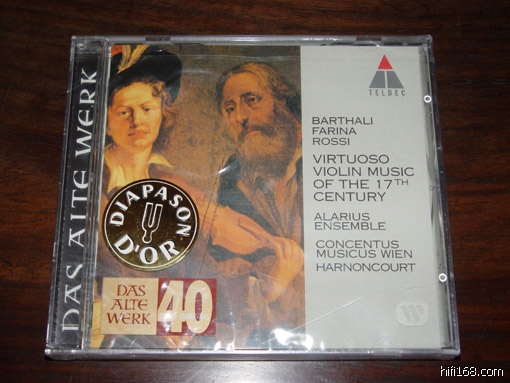 DAS ALTE WERK
TELDEC
BARTHALI
FARINA
ROSSI
VIRTUOSO
VIOLIN MUSIC
OF THE 17TH
CENTURY
ALARIUS
ENSEMBLE
CONCENTUS
MUSICUS WIEN
HARNONCOURT
DIAPASON
D'OR
DAS
ALTE
WERK
40
hifi168.com